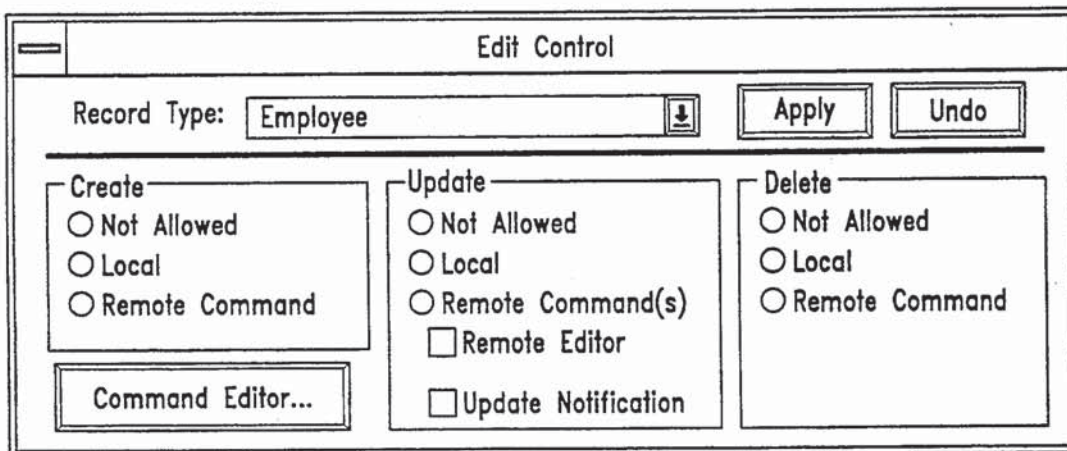 Edit Control
Record Type: Employee Apply Undo
Create
Not Allowed
Local
Remote Command
Command Editor...
Update
Not Allowed
Local
Remote Command(s)
Remote Editor
Update Notification
Delete
Not Allowed
Local
Remote Command